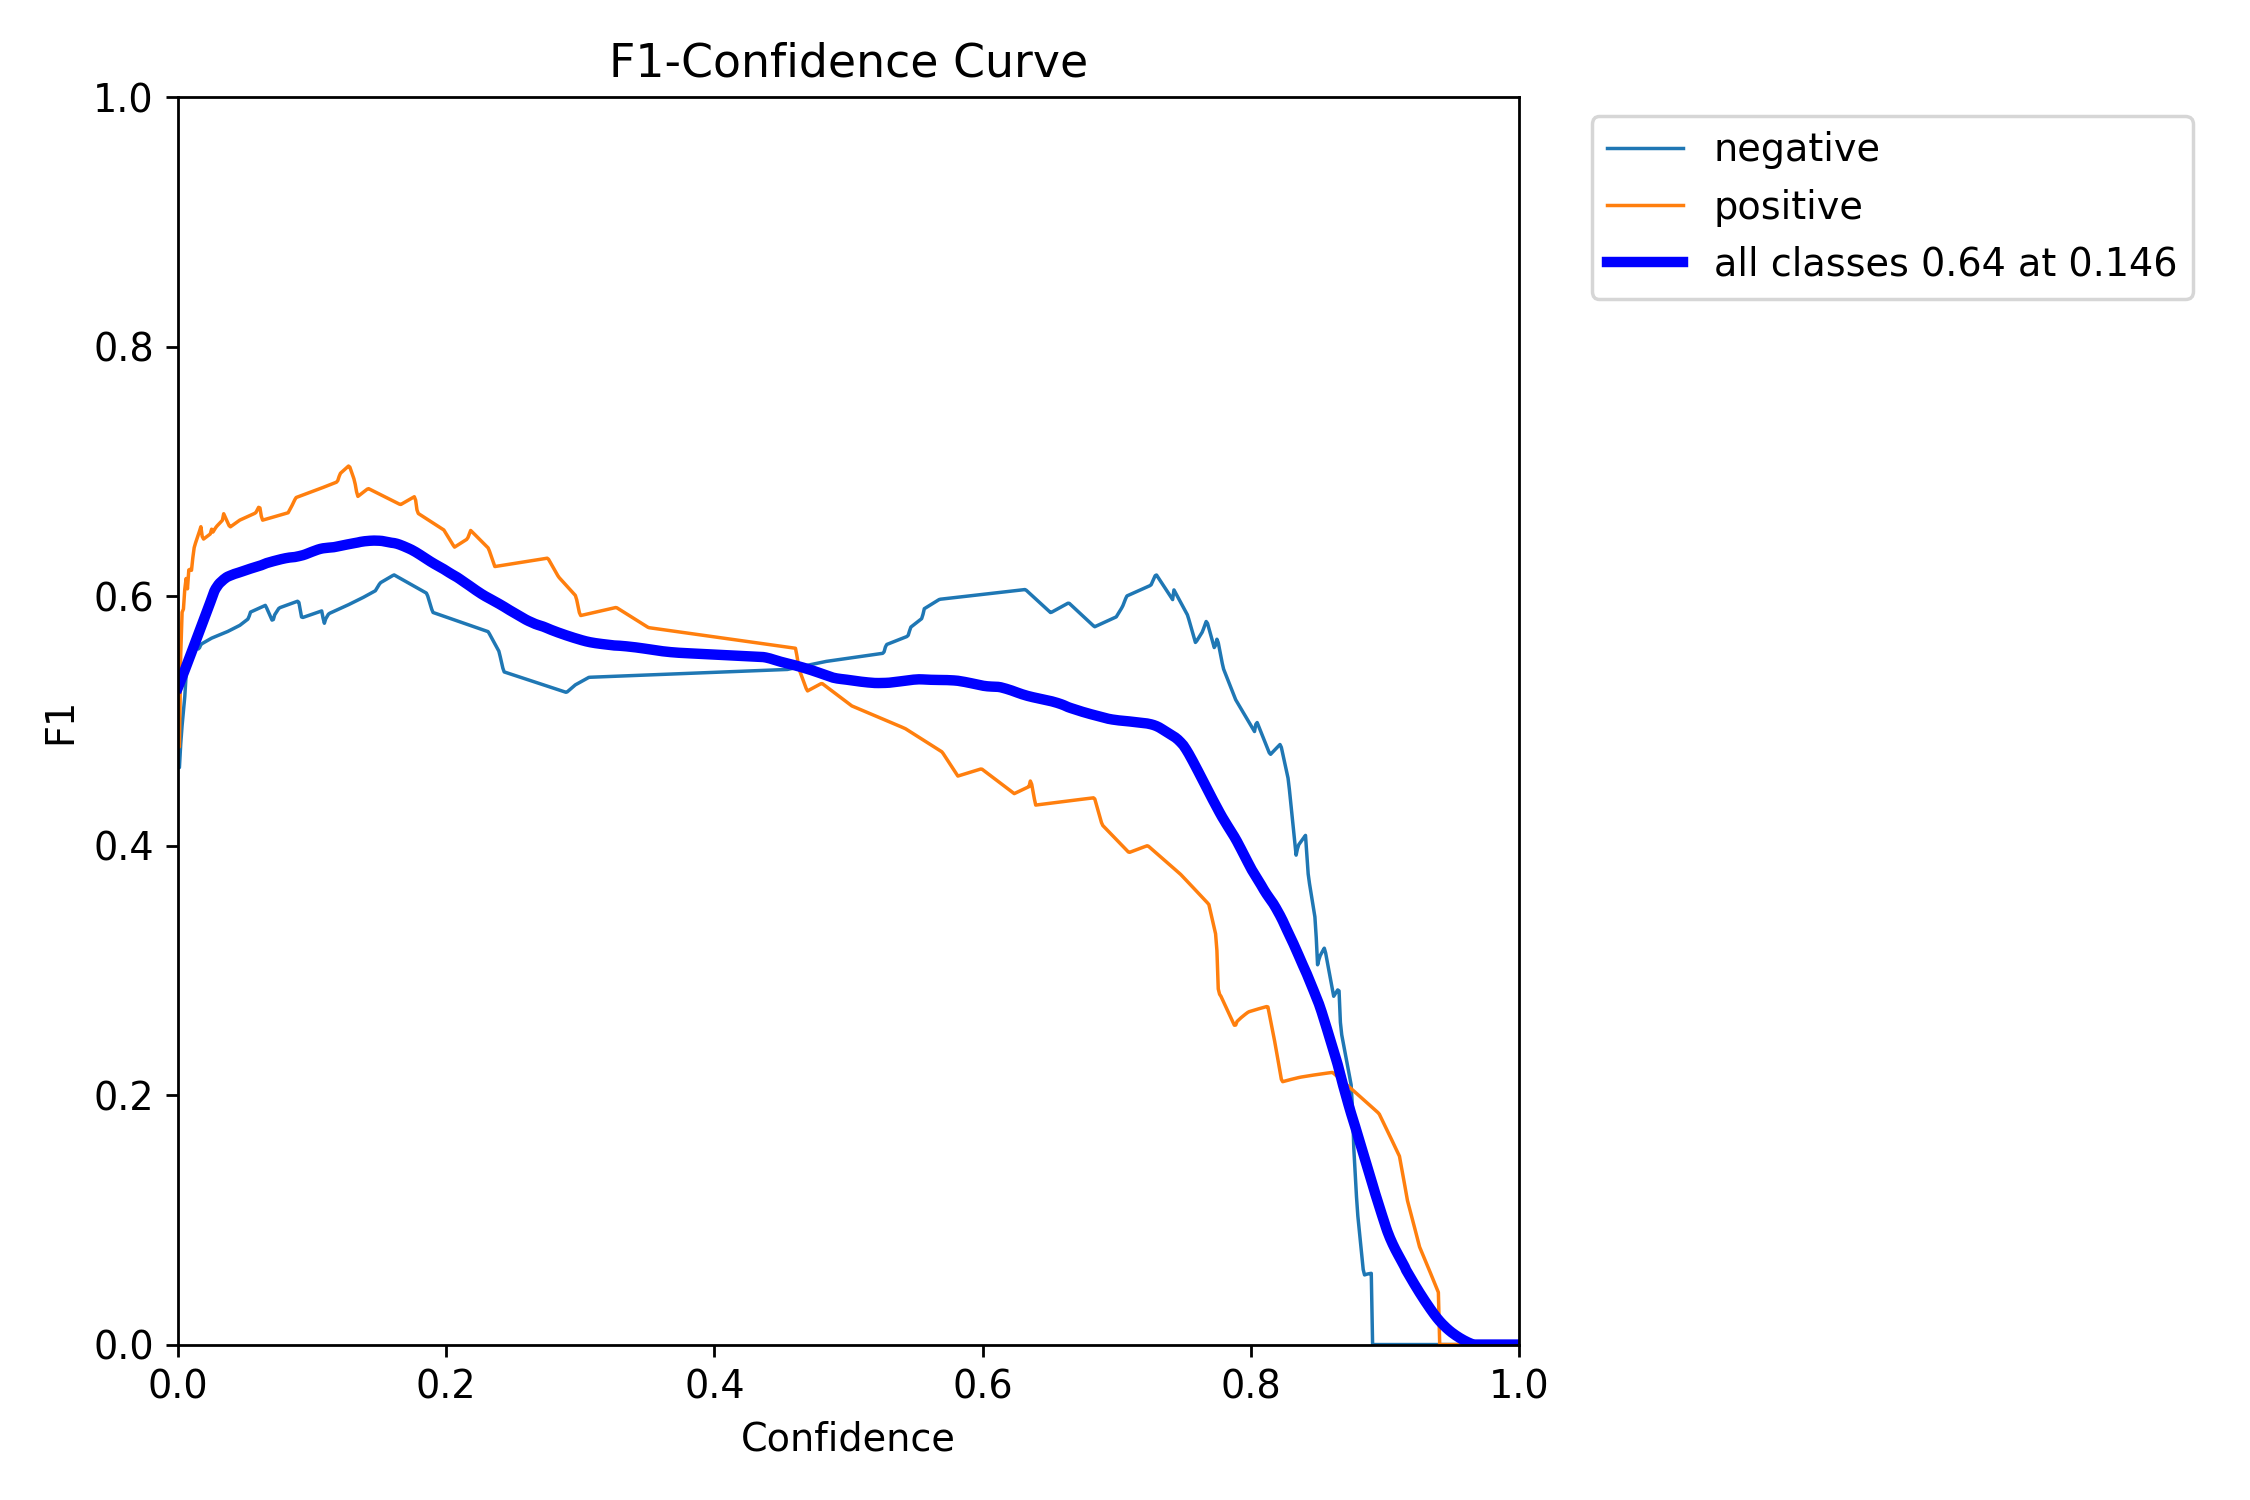 F1-Confidence Curve
1.0
0.8
0.6
0.4
0.2
0.0
F1
0.0 0.2 0.4 0.6 0.8 1.0
Confidence
negative
positive
all classes 0.64 at 0.146